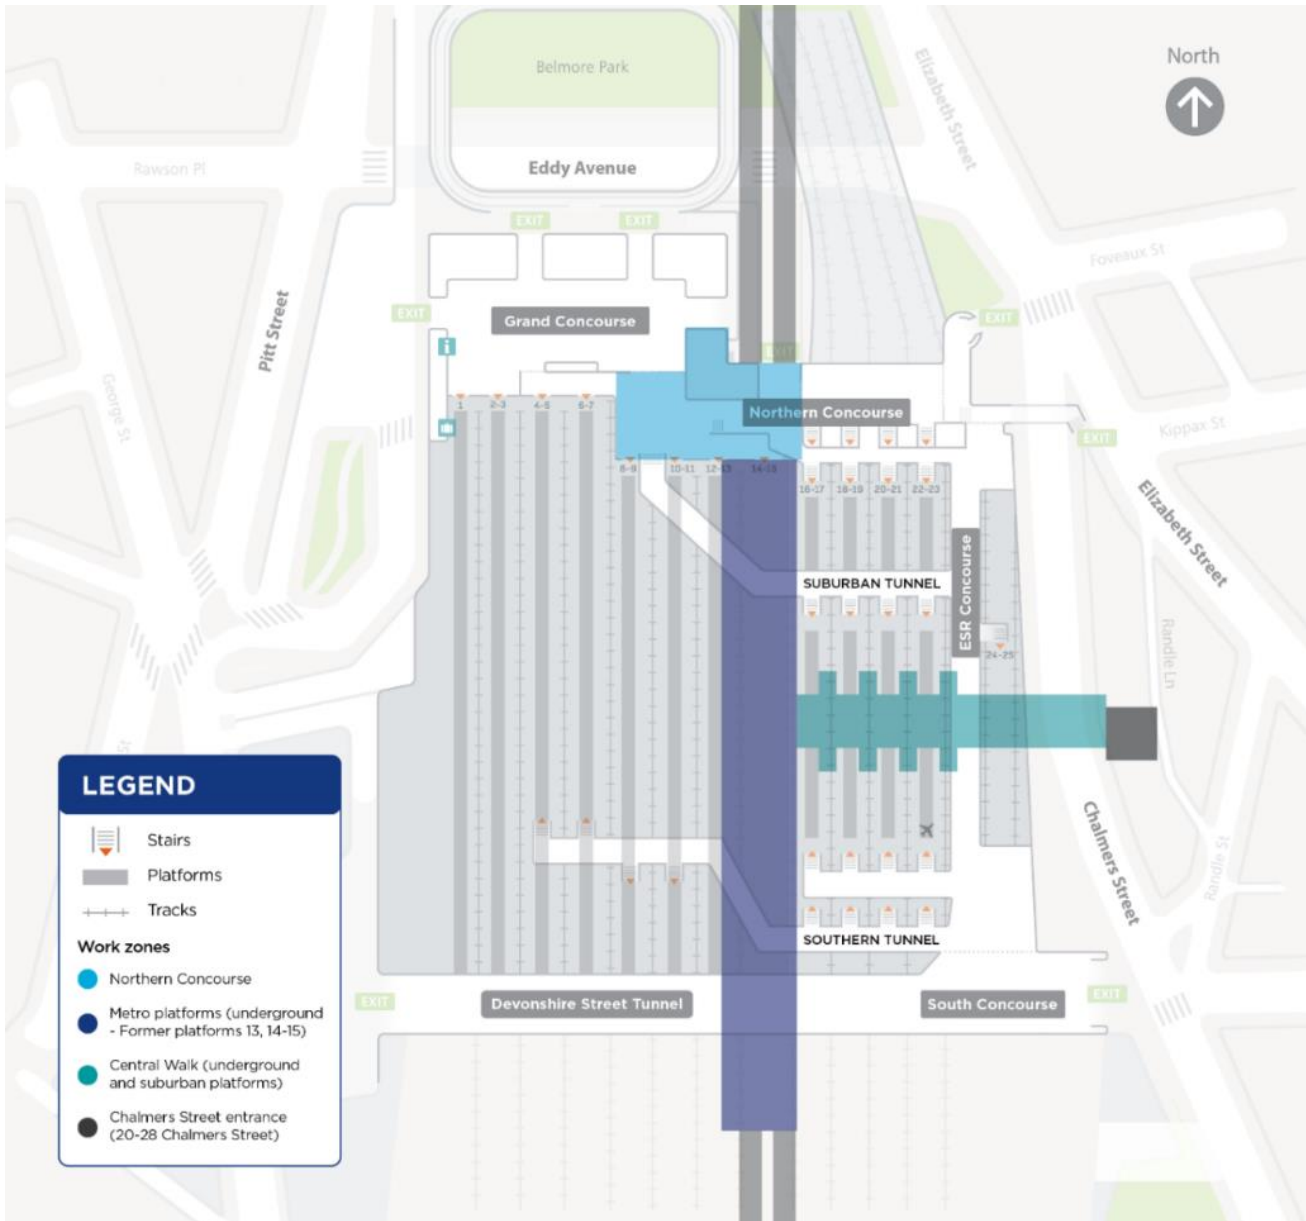 North
Belmore Park
Elizabeth Street
Rawson Pl
Eddy Avenue
EXIT
EXIT
Foveaux St
Pitt Street
EXIT
Grand Concourse
EXIT
EXIT
i
George St
1
2-3
4-5
6-7
Northern Concourse
Kippax St
EXIT
8-9
10-11
12-13
14-15
16-17
18-19
20-21
22-23
Elizabeth Street
SUBURBAN TUNNEL
ESR Concourse
24-25
Randle Ln
St
LEGEND
Stairs
Platforms
Tracks
Work zones
Northern Concourse
Metro platforms (underground
- Former platforms 13, 14-15)
Central Walk (underground
and suburban platforms)
Chalmers Street entrance
(20-28 Chalmers Street)
Chalmers Street
Randle St
SOUTHERN TUNNEL
EXIT
Devonshire Street Tunnel
South Concourse
EXIT